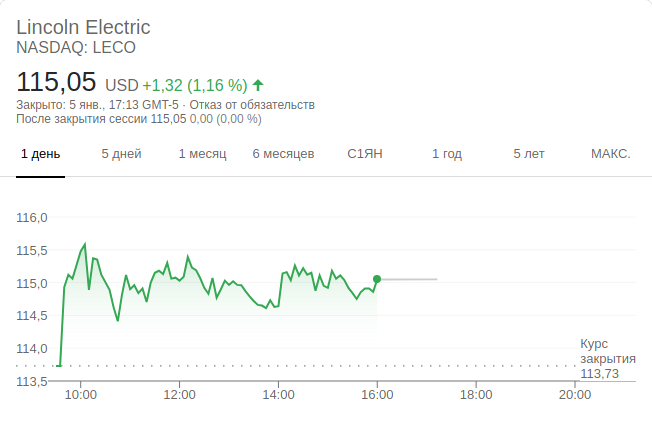 Lincoln Electric
NASDAQ: LECO
115,05 USD +1,32 (1,16 %)
Закрыто: 5 янв., 17:13 GMT-5 · Отказ от обязательств
После закрытия сессии 115,05 0,00 (0,00 %)
1 день 5 дней 1 месяц 6 месяцев С1ЯН 1 год 5 лет МАКС.
116,0
115,5
115,0
114,5
114,0
Курс
закрытия
113,73
113,5
10:00 12:00 14:00 16:00 18:00 20:00